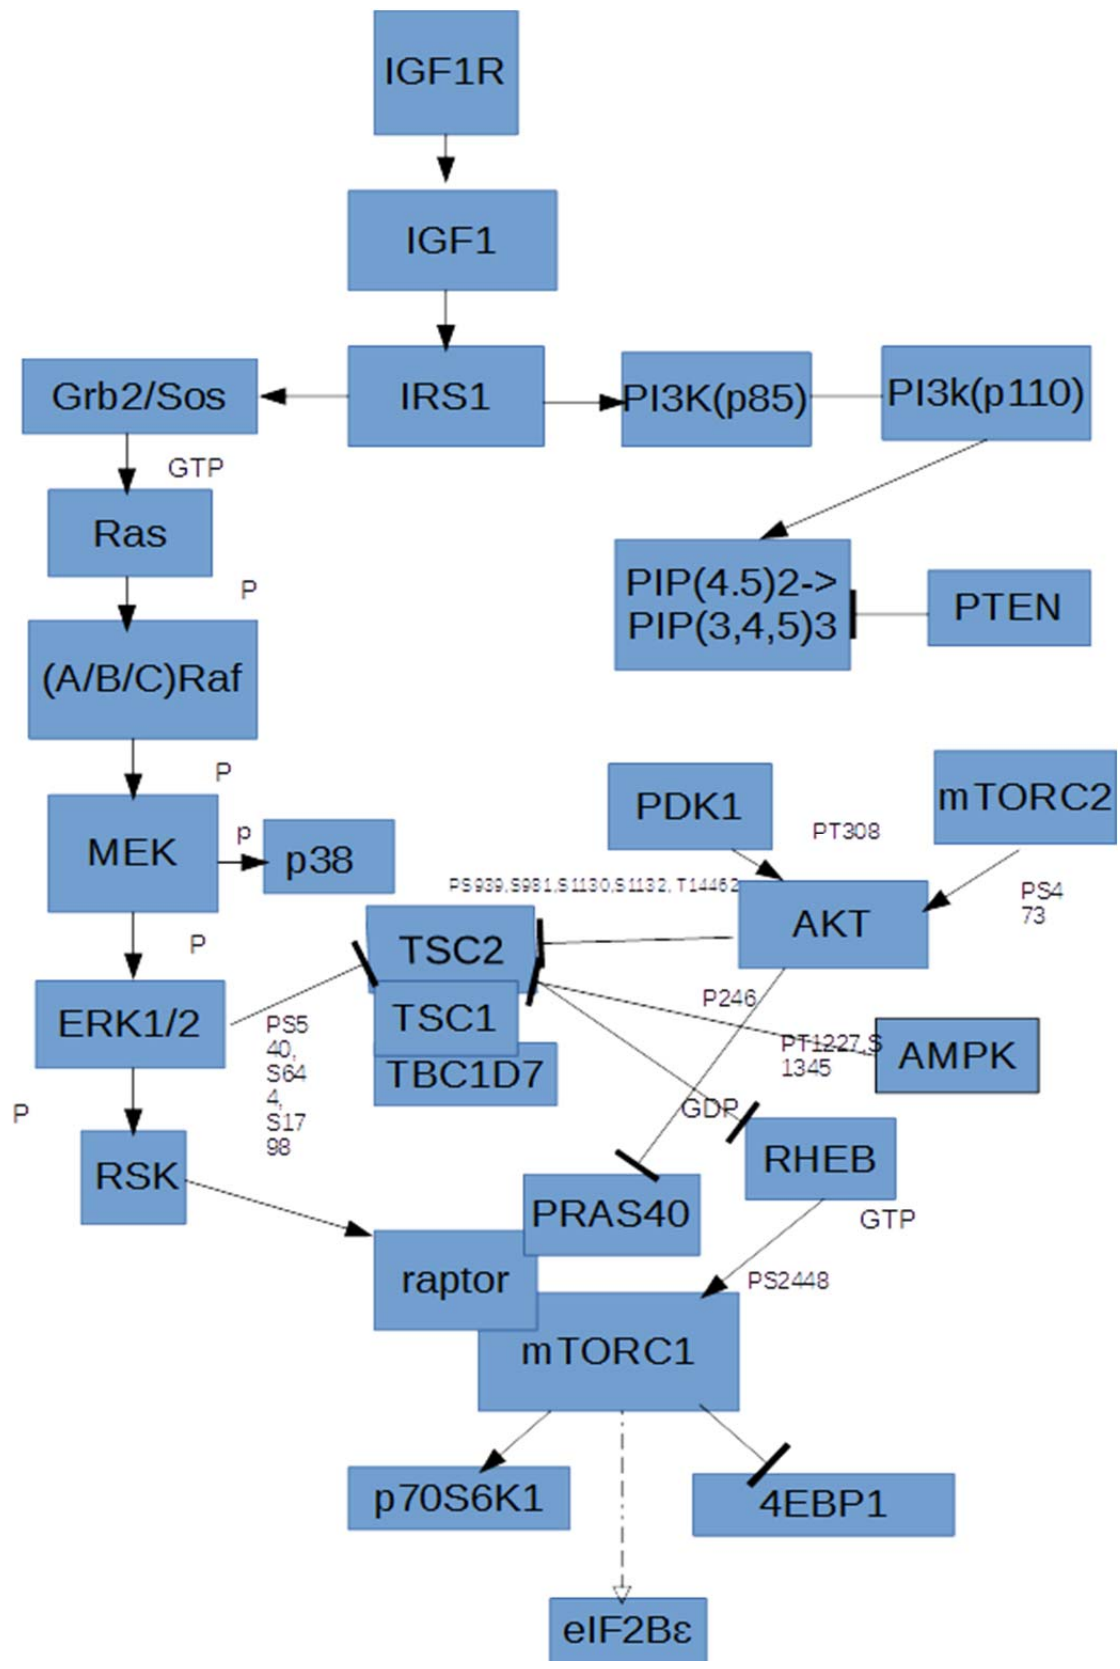 IGF1R
IGF1
Grb2/Sos
IRS1
PI3K(p85)
PI3k(p110)
GTP
Ras
P
PIP(4.5)2->
PIP(3,4,5)3
PTEN
(A/B/C)Raf
P
MEK
p
p38
PDK1
mTORC2
PT308
PS939,S981,S1130,S1132, T14462
PS4
73
AKT
P
TSC2
TSC1
TBC1D7
ERK1/2
PS5
40,
S64
4,
S17
98
P246
PT1227,S
1345
AMPK
GDP
P
RSK
RHEB
GTP
PRAS40
raptor
PS2448
mTORC1
p70S6K1
4EBP1
eIF2Bε